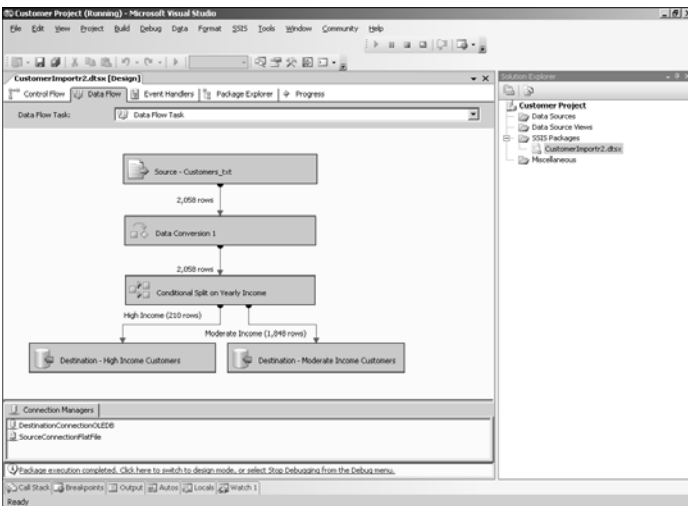 Customer Project (Running) - Microsoft Visual Studio
File Edit View Project Build Debug Data Format SSIS Tools Window Community Help
CustomerImportr2.dtsx [Design]
Control Flow Data Flow Event Handlers Package Explorer Progress
Data Flow Task: Data Flow Task
Source - Customers_txt
2,058 rows
Data Conversion 1
2,058 rows
Conditional Split on Yearly Income
High Income (210 rows)
Moderate Income (1,848 rows)
Destination - High Income Customers
Destination - Moderate Income Customers
Connection Managers
DestinationConnectionOLEDB
SourceConnectionFlatFile
Package execution completed. Click here to switch to design mode, or select Stop Debugging from the Debug menu.
Call Stack Breakpoints Output Autos Locals Watch 1
Ready
Solution Explorer
Customer Project
Data Sources
Data Source Views
SSIS Packages
CustomerImportr2.dtsx
Miscellaneous